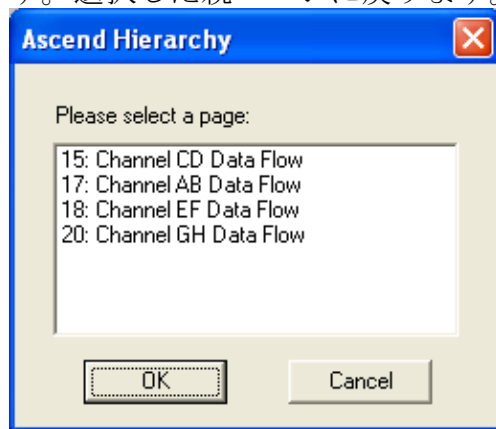 Ascend Hierarchy
Please select a page:
15: Channel CD Data Flow
17: Channel AB Data Flow
18: Channel EF Data Flow
20: Channel GH Data Flow
OK
Cancel